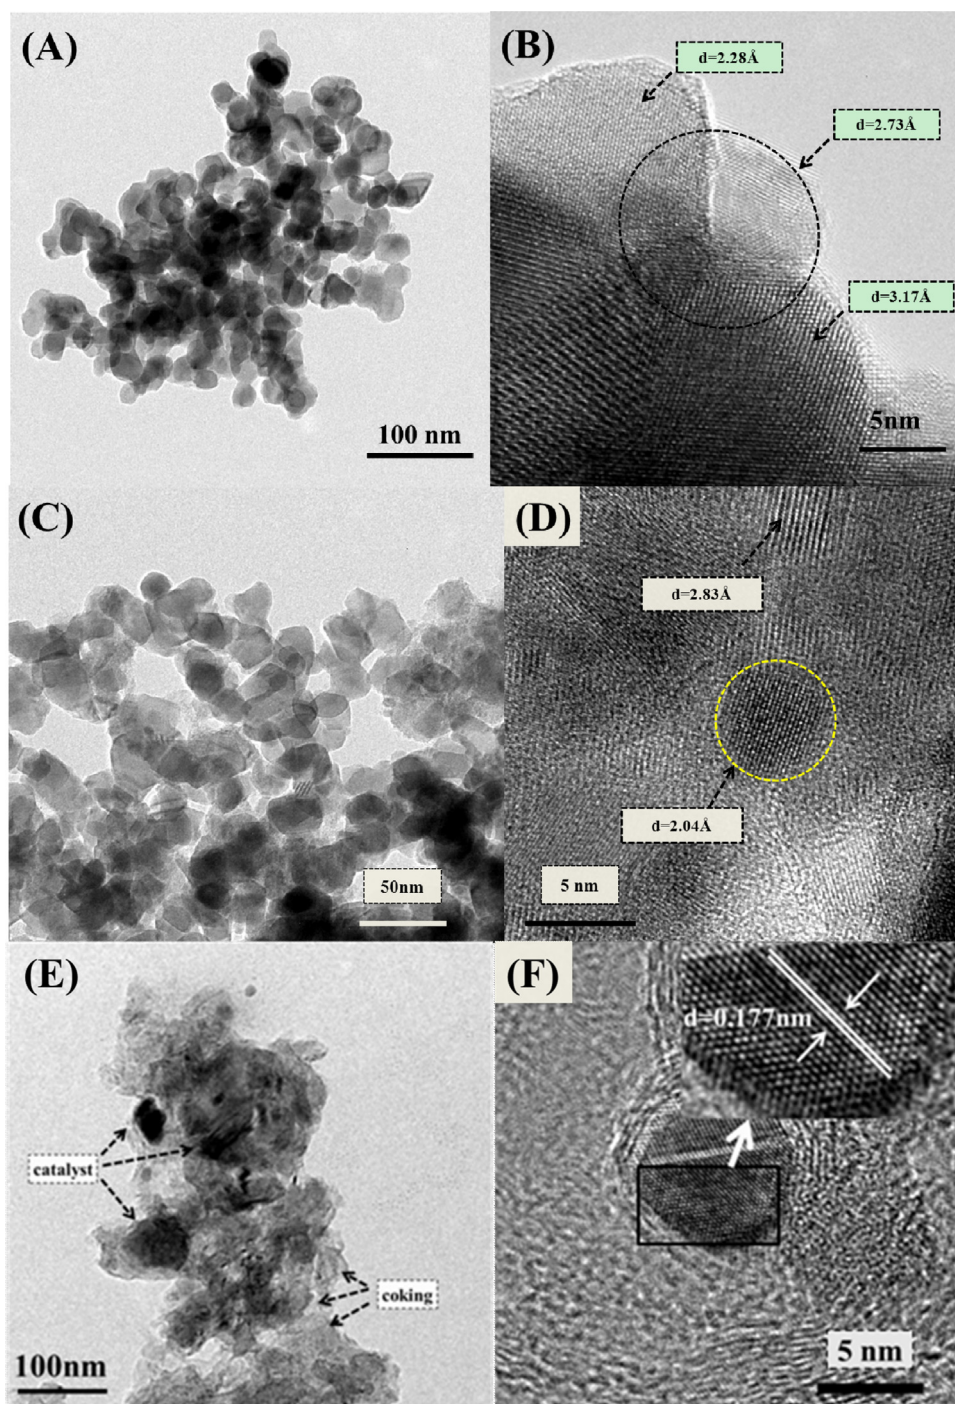 (A)
100 nm
(B)
d=2.28Å
d=2.73Å
d=3.17Å
5nm
(C)
50nm
(D)
d=2.83Å
d=2.04Å
5 nm
(E)
catalyst
coking
100nm
(F)
d=0.177nm
5 nm